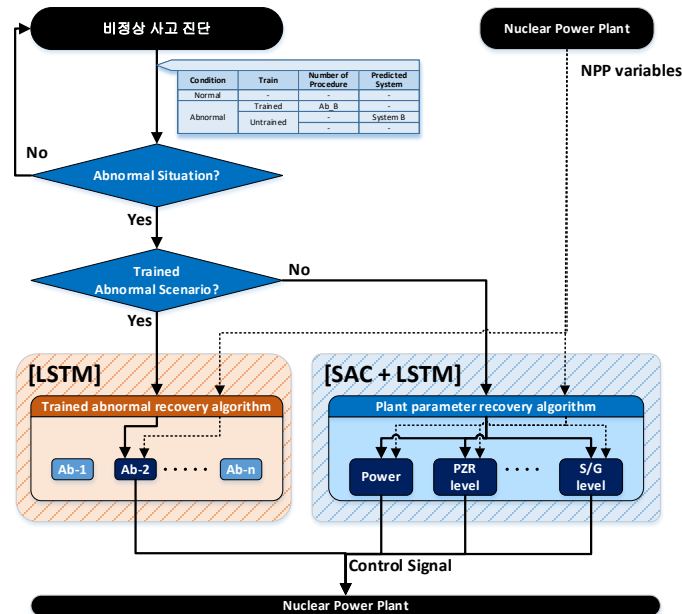 비정상 사고 진단
Nuclear Power Plant
NPP variables
Condition Train Number of Procedure Predicted System
Normal - - -
Abnormal Trained Ab_B -
Untrained - System B
- -
No
Abnormal Situation?
Yes
Trained
Abnormal Scenario?
No
Yes
[LSTM]
[SAC + LSTM]
Trained abnormal recovery algorithm
Plant parameter recovery algorithm
Ab-1
Ab-2
· · · · ·
Ab-n
Power
PZR
level
· · · ·
S/G
level
Control Signal
Nuclear Power Plant